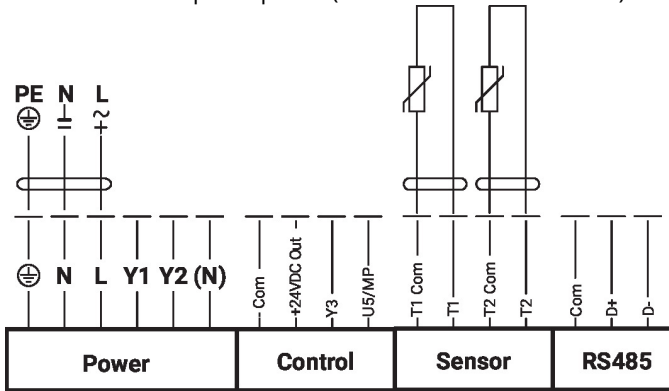 PE N L
N L Y1 Y2 (N)
- Com
+24VDC Out -
Y3
U5/MP
T1 Com
T1
T2 Com
T2
Com
D+
D-
Power Control Sensor RS485